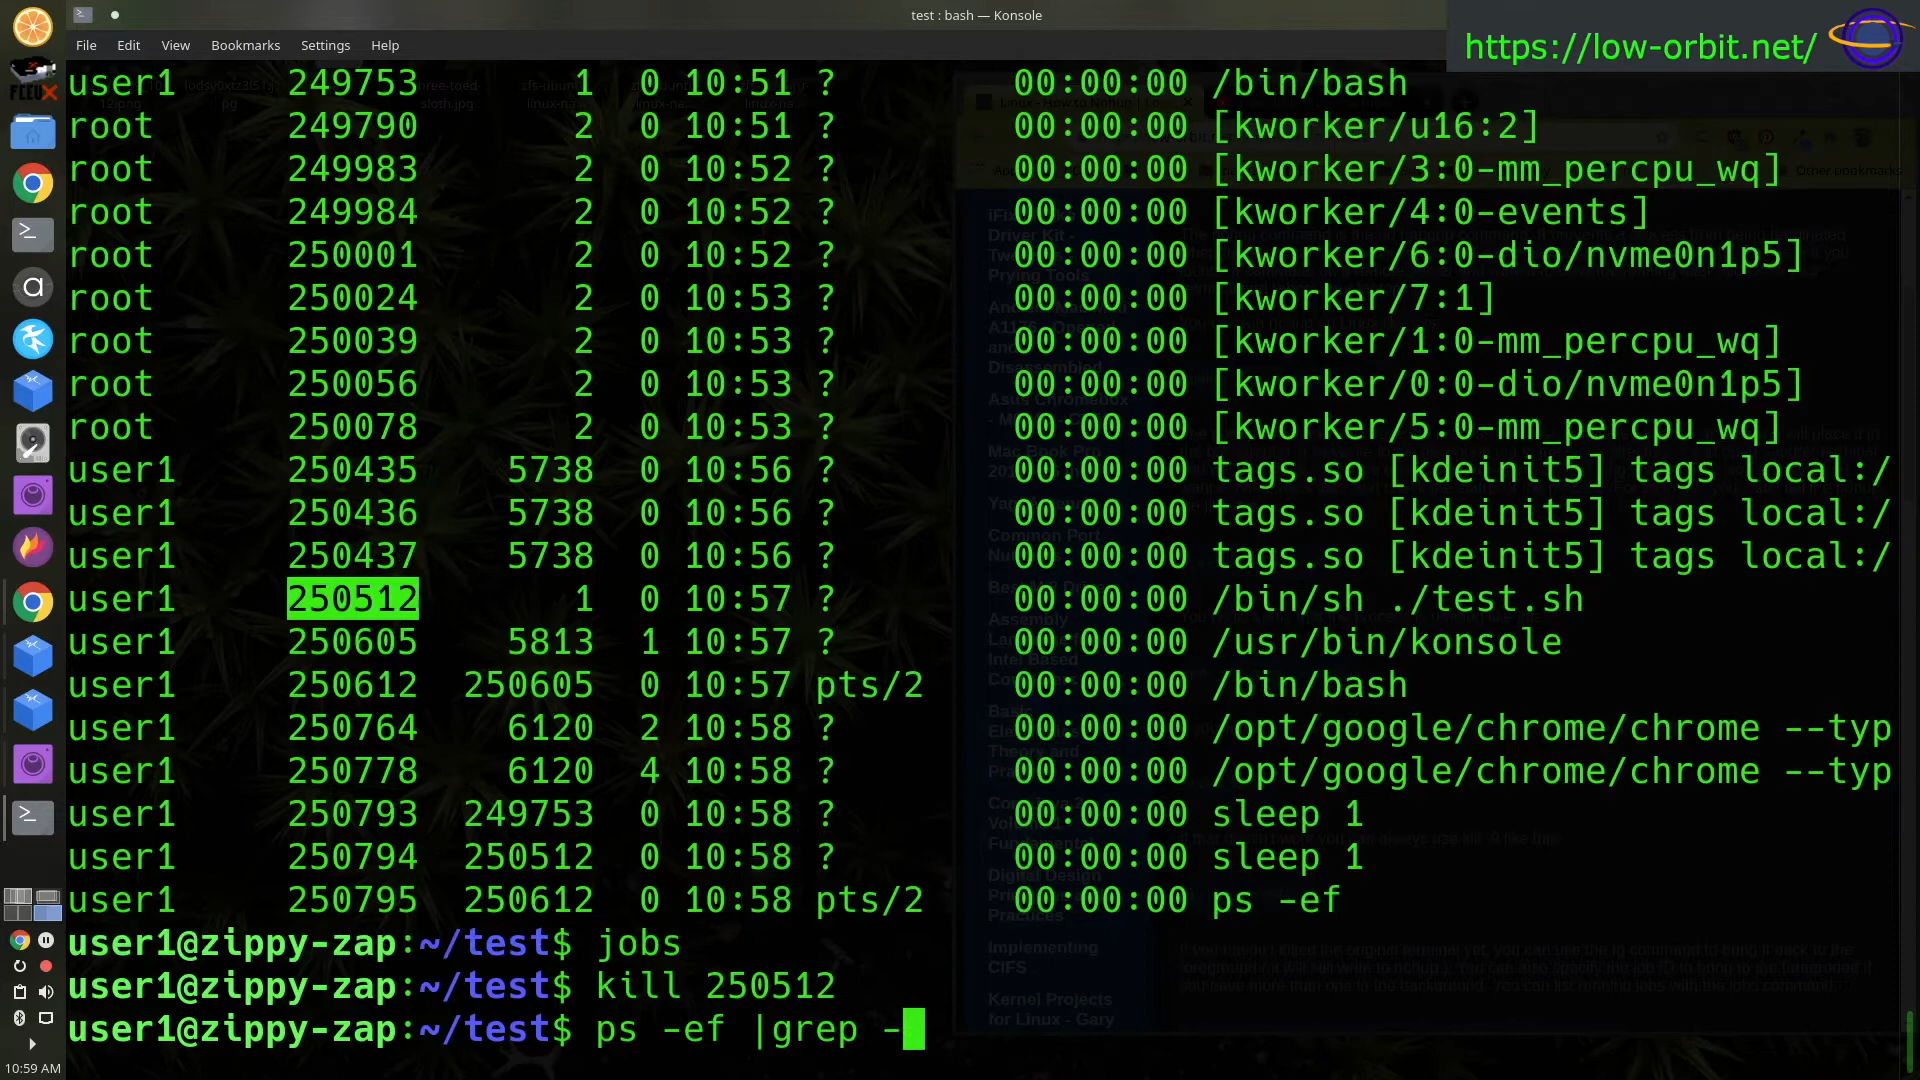 test : bash — Konsole
https://low-orbit.net/
File Edit View Bookmarks Settings Help
user1 249753 1 0 10:51 ? 00:00:00 /bin/bash
root 249790 2 0 10:51 ? 00:00:00 [kworker/u16:2]
root 249983 2 0 10:52 ? 00:00:00 [kworker/3:0-mm_percpu_wq]
root 249984 2 0 10:52 ? 00:00:00 [kworker/4:0-events]
root 250001 2 0 10:52 ? 00:00:00 [kworker/6:0-dio/nvme0n1p5]
root 250024 2 0 10:53 ? 00:00:00 [kworker/7:1]
root 250039 2 0 10:53 ? 00:00:00 [kworker/1:0-mm_percpu_wq]
root 250056 2 0 10:53 ? 00:00:00 [kworker/0:0-dio/nvme0n1p5]
root 250078 2 0 10:53 ? 00:00:00 [kworker/5:0-mm_percpu_wq]
user1 250435 5738 0 10:56 ? 00:00:00 tags.so [kdeinit5] tags local:/
user1 250436 5738 0 10:56 ? 00:00:00 tags.so [kdeinit5] tags local:/
user1 250437 5738 0 10:56 ? 00:00:00 tags.so [kdeinit5] tags local:/
user1 250512 1 0 10:57 ? 00:00:00 /bin/sh ./test.sh
user1 250605 5813 1 10:57 ? 00:00:00 /usr/bin/konsole
user1 250612 250605 0 10:57 pts/2 00:00:00 /bin/bash
user1 250764 6120 2 10:58 ? 00:00:00 /opt/google/chrome/chrome --typ
user1 250778 6120 4 10:58 ? 00:00:00 /opt/google/chrome/chrome --typ
user1 250793 249753 0 10:58 ? 00:00:00 sleep 1
user1 250794 250512 0 10:58 ? 00:00:00 sleep 1
user1 250795 250612 0 10:58 pts/2 00:00:00 ps -ef
user1@zippy-zap:~/test$ jobs
user1@zippy-zap:~/test$ kill 250512
user1@zippy-zap:~/test$ ps -ef |grep -
10:59 AM